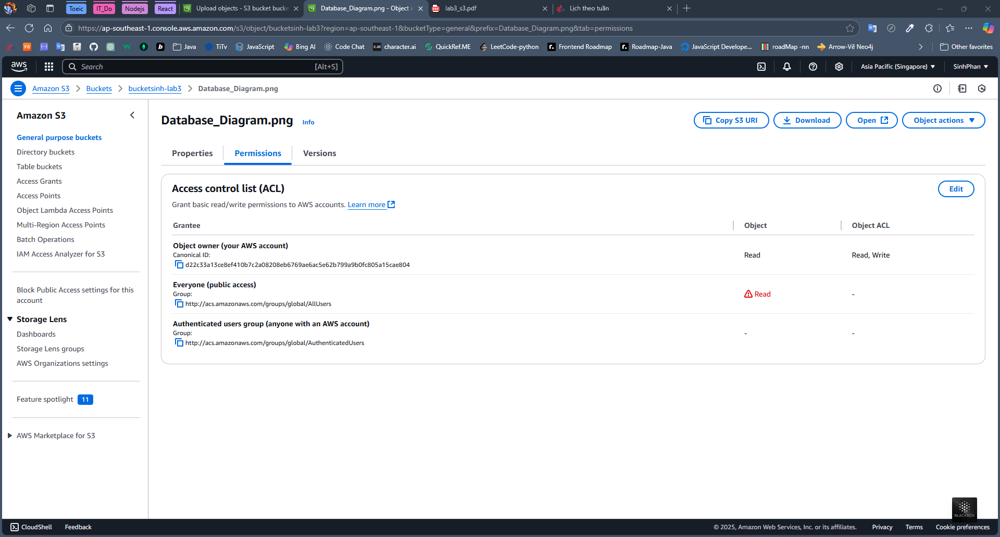 Toeic
IT_Do
Nodejs
React
Upload objects - S3 bucket bucke
Database_Diagram.png - Object i
PDF
lab3_s3.pdf
Lịch theo tuần
https://ap-southeast-1.console.aws.amazon.com/s3/object/bucketsinh-lab3?region=ap-southeast-1&bucketType=general&prefix=Database_Diagram.png&tab=permissions
F8
Java
TiTv
JavaScript
Bing AI
Code Chat
c.ai
character.ai
QuickRef.ME
LeetCode-python
Frontend Roadmap
Roadmap-Java
JavaScript Develope...
roadMap -nn
Arrow-Vẽ Neo4j
Other favorites
aws
Search
[Alt+S]
Asia Pacific (Singapore)
SinhPhan
Amazon S3
Buckets
bucketsinh-lab3
Database_Diagram.png
Amazon S3
General purpose buckets
Directory buckets
Table buckets
Access Grants
Access Points
Object Lambda Access Points
Multi-Region Access Points
Batch Operations
IAM Access Analyzer for S3
Block Public Access settings for this
account
Storage Lens
Dashboards
Storage Lens groups
AWS Organizations settings
Feature spotlight 11
AWS Marketplace for S3
Database_Diagram.png Info
Copy S3 URI
Download
Open
Object actions
Properties
Permissions
Versions
Access control list (ACL)
Edit
Grant basic read/write permissions to AWS accounts. Learn more
Grantee
Object
Object ACL
Object owner (your AWS account)
Canonical ID:
d22c33a13ce8ef410b7c2a08208eb6769ae6ac5e62b799a9b0fc805a15cae804
Read
Read, Write
Everyone (public access)
Group:
http://acs.amazonaws.com/groups/global/AllUsers
Read
-
Authenticated users group (anyone with an AWS account)
Group:
http://acs.amazonaws.com/groups/global/AuthenticatedUsers
-
-
BLACKBOX
CloudShell
Feedback
© 2025, Amazon Web Services, Inc. or its affiliates.
Privacy
Terms
Cookie preferences